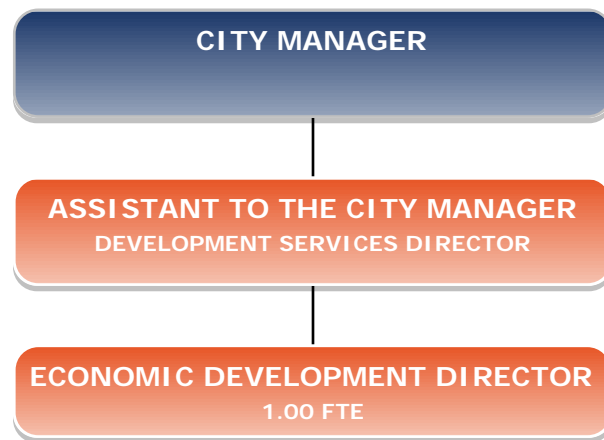 CITY MANAGER
ASSISTANT TO THE CITY MANAGER
DEVELOPMENT SERVICES DIRECTOR
ECONOMIC DEVELOPMENT DIRECTOR
1.00 FTE